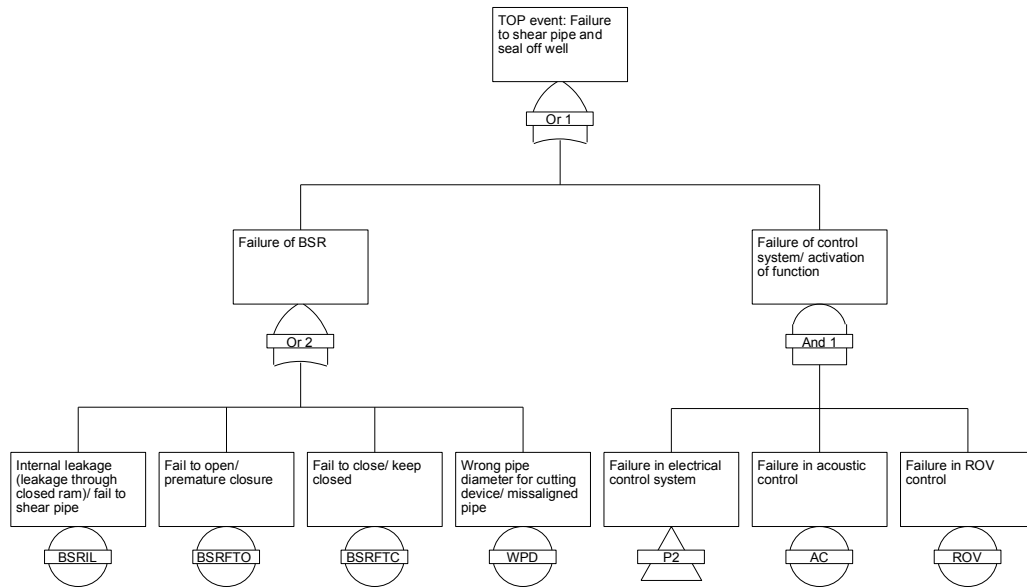 TOP event: Failure
to shear pipe and
seal off well
Or 1
Failure of BSR
Failure of control
system/ activation
of function
Or 2
And 1
Internal leakage
(leakage through
closed ram)/ fail to
shear pipe
Fail to open/
premature closure
Fail to close/ keep
closed
Wrong pipe
diameter for cutting
device/ missaligned
pipe
Failure in electrical
control system
Failure in acoustic
control
Failure in ROV
control
BSRIL
BSRFTO
BSRFTC
WPD
P2
AC
ROV